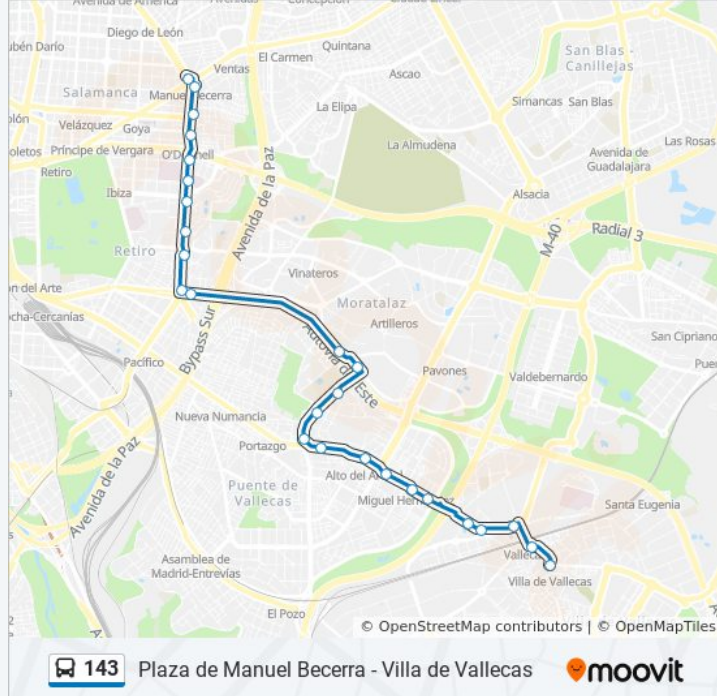 Avenida de América
Avenidas
Concepción
Diego de León
Rubén Darío
Quintana
El Carmen
Ventas
Ascao
San Blas -
Canillejas
Salamanca
Manuel Becerra
La Elipa
Simancas
San Blas
Velázquez
Goya
Príncipe de Vergara
O'Donnell
La Almudena
Avenida de
Guadalajara
Las Rosas
Retiro
Ibiza
Avenida de la Paz
Alsacia
M-40
Radial 3
Retiro
Vinateros
Moratalaz
Artilleros
Bypass Sur
Autovía del Este
San Cipriano
Pacífico
Pavones
Valdebernardo
Nueva Numancia
Portazgo
Avenida de la Paz
Puente de
Vallecas
Alto del Arenal
Miguel Hernández
Santa Eugenia
Asamblea de
Madrid-Entrevías
Villa de Vallecas
El Pozo
© OpenStreetMap contributors | © OpenMapTiles
143 Plaza de Manuel Becerra - Villa de Vallecas moovit